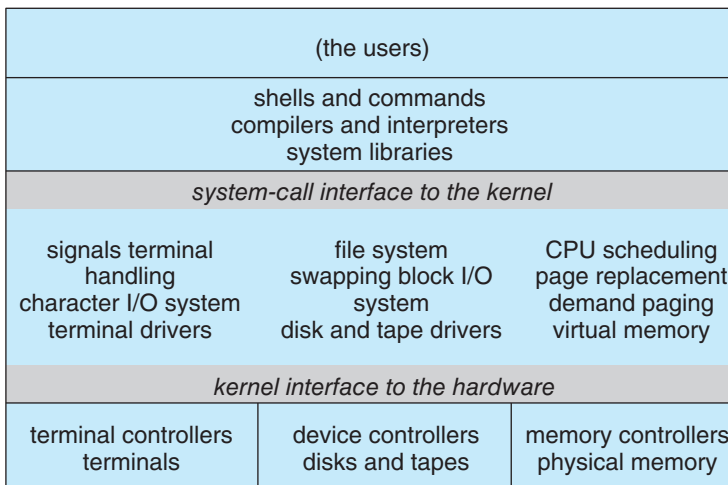 (the users)
shells and commands
compilers and interpreters
system libraries
system-call interface to the kernel
signals terminal
handling
character I/O system
terminal drivers
file system
swapping block I/O
system
disk and tape drivers
CPU scheduling
page replacement
demand paging
virtual memory
kernel interface to the hardware
terminal controllers
terminals
device controllers
disks and tapes
memory controllers
physical memory